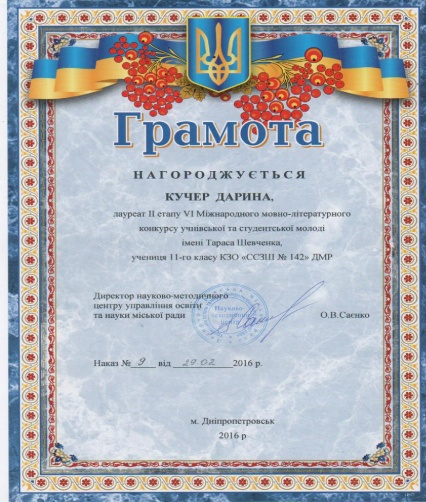 Грамота
НАГОРОДЖУЄТЬСЯ
КУЧЕР ДАРИНА,
лауреат ІІ етапу VI Міжнародного мовно-літературного
конкурсу учнівської та студентської молоді
імені Тараса Шевченка,
учениця 11-го класу КЗО «ССЗШ № 142» ДМР
Директор науково-методичного
центру управління освіти
та науки міської ради О.В.Саєнко
Наказ № 9 від 29.02 2016 р.
м. Дніпропетровськ
2016 р